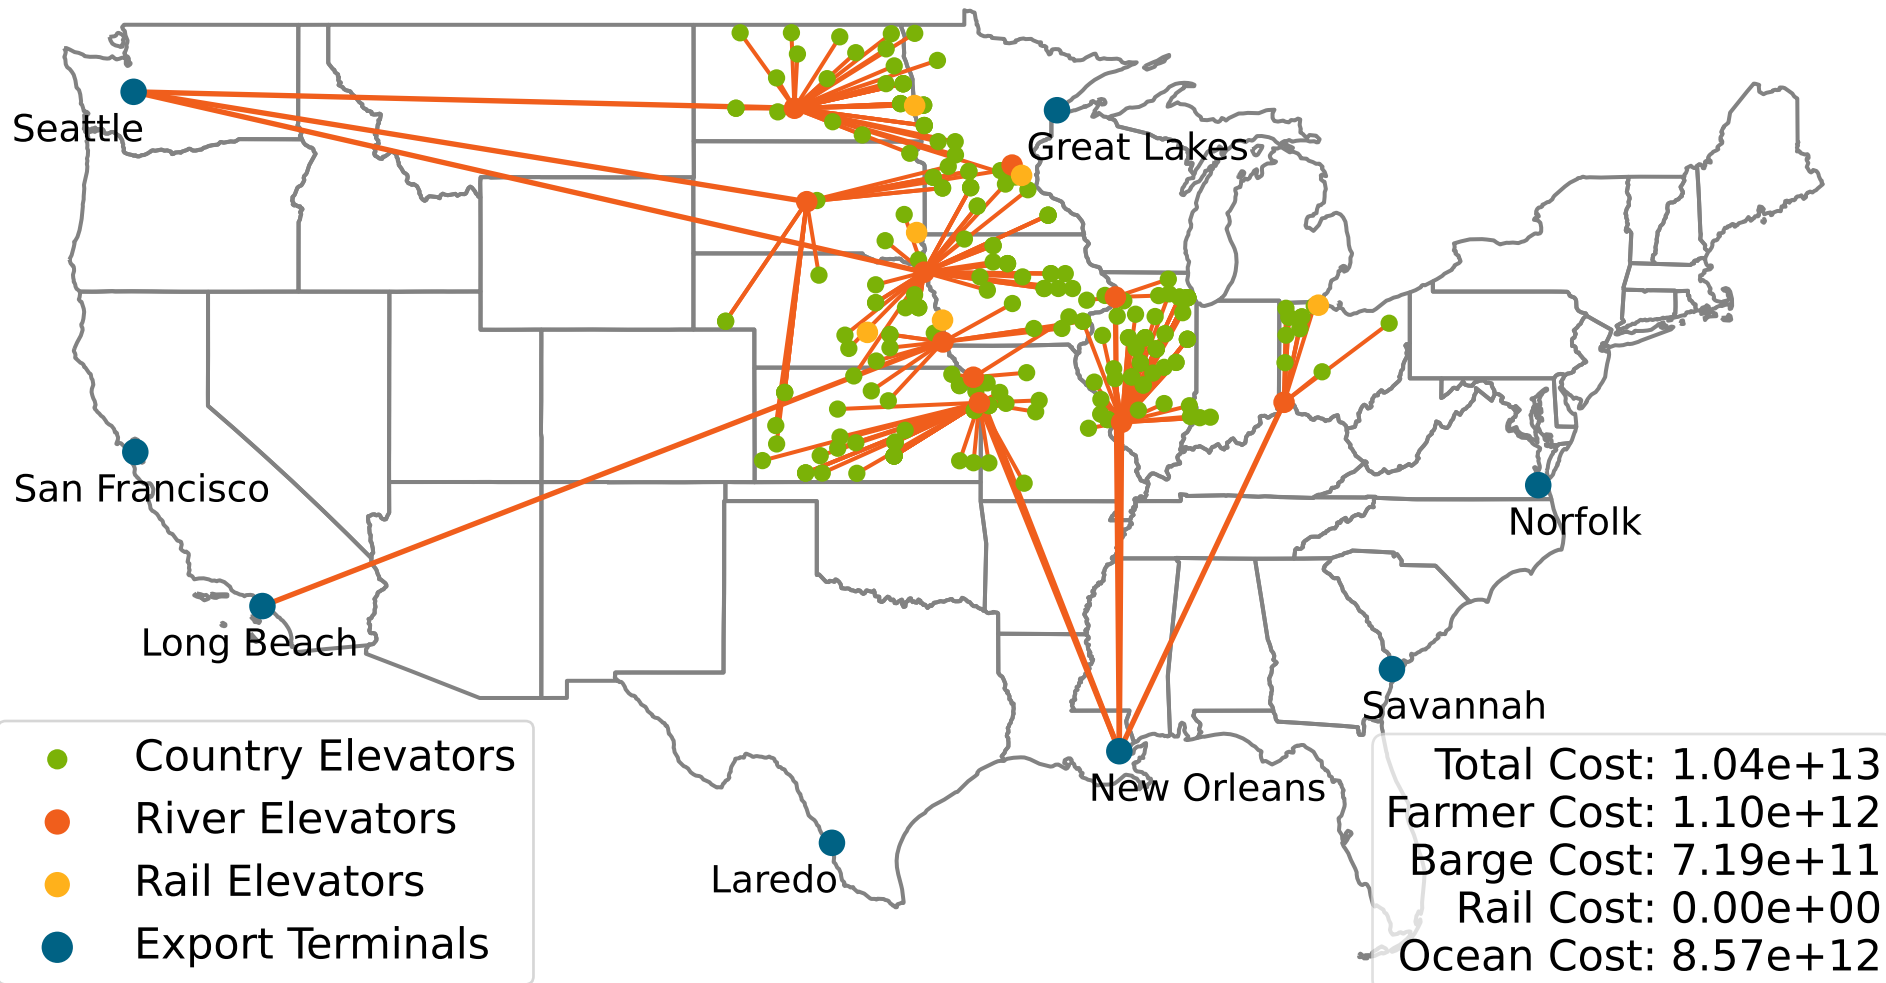 Seattle
Great Lakes
San Francisco
Norfolk
Long Beach
Savannah
New Orleans
Laredo
Country Elevators
River Elevators
Rail Elevators
Export Terminals
Total Cost: 1.04e+13
Farmer Cost: 1.10e+12
Barge Cost: 7.19e+11
Rail Cost: 0.00e+00
Ocean Cost: 8.57e+12